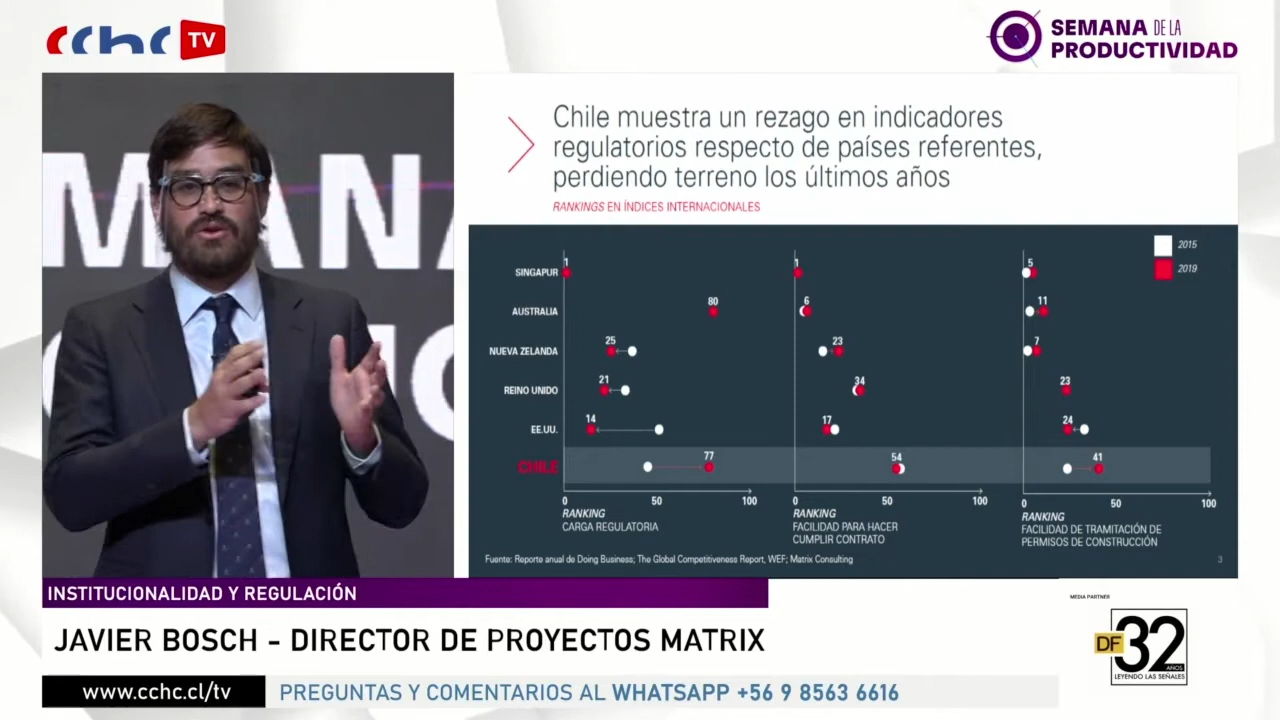 cchc TV
SEMANA DE LA
PRODUCTIVIDAD
MANA
Chile muestra un rezago en indicadores
regulatorios respecto de países referentes,
perdiendo terreno los últimos años
RANKINGS EN ÍNDICES INTERNACIONALES
2015
2019
SINGAPUR 1 1 5
AUSTRALIA 80 6 11
NUEVA ZELANDA 25 23 7
REINO UNIDO 21 34 23
EE.UU. 14 17 24
CHILE 77 54 41
0 50 100 0 50 100 0 50 100
RANKING
CARGA REGULATORIA
RANKING
FACILIDAD PARA HACER
CUMPLIR CONTRATO
RANKING
FACILIDAD DE TRAMITACIÓN DE
PERMISOS DE CONSTRUCCIÓN
Fuente: Reporte anual de Doing Business; The Global Competitiveness Report, WEF; Matrix Consulting
3
INSTITUCIONALIDAD Y REGULACIÓN
JAVIER BOSCH – DIRECTOR DE PROYECTOS MATRIX
www.cchc.cl/tv
PREGUNTAS Y COMENTARIOS AL WHATSAPP +56 9 8563 6616
MEDIA PARTNER
DF 32
AÑOS
LEYENDO LAS SEÑALES